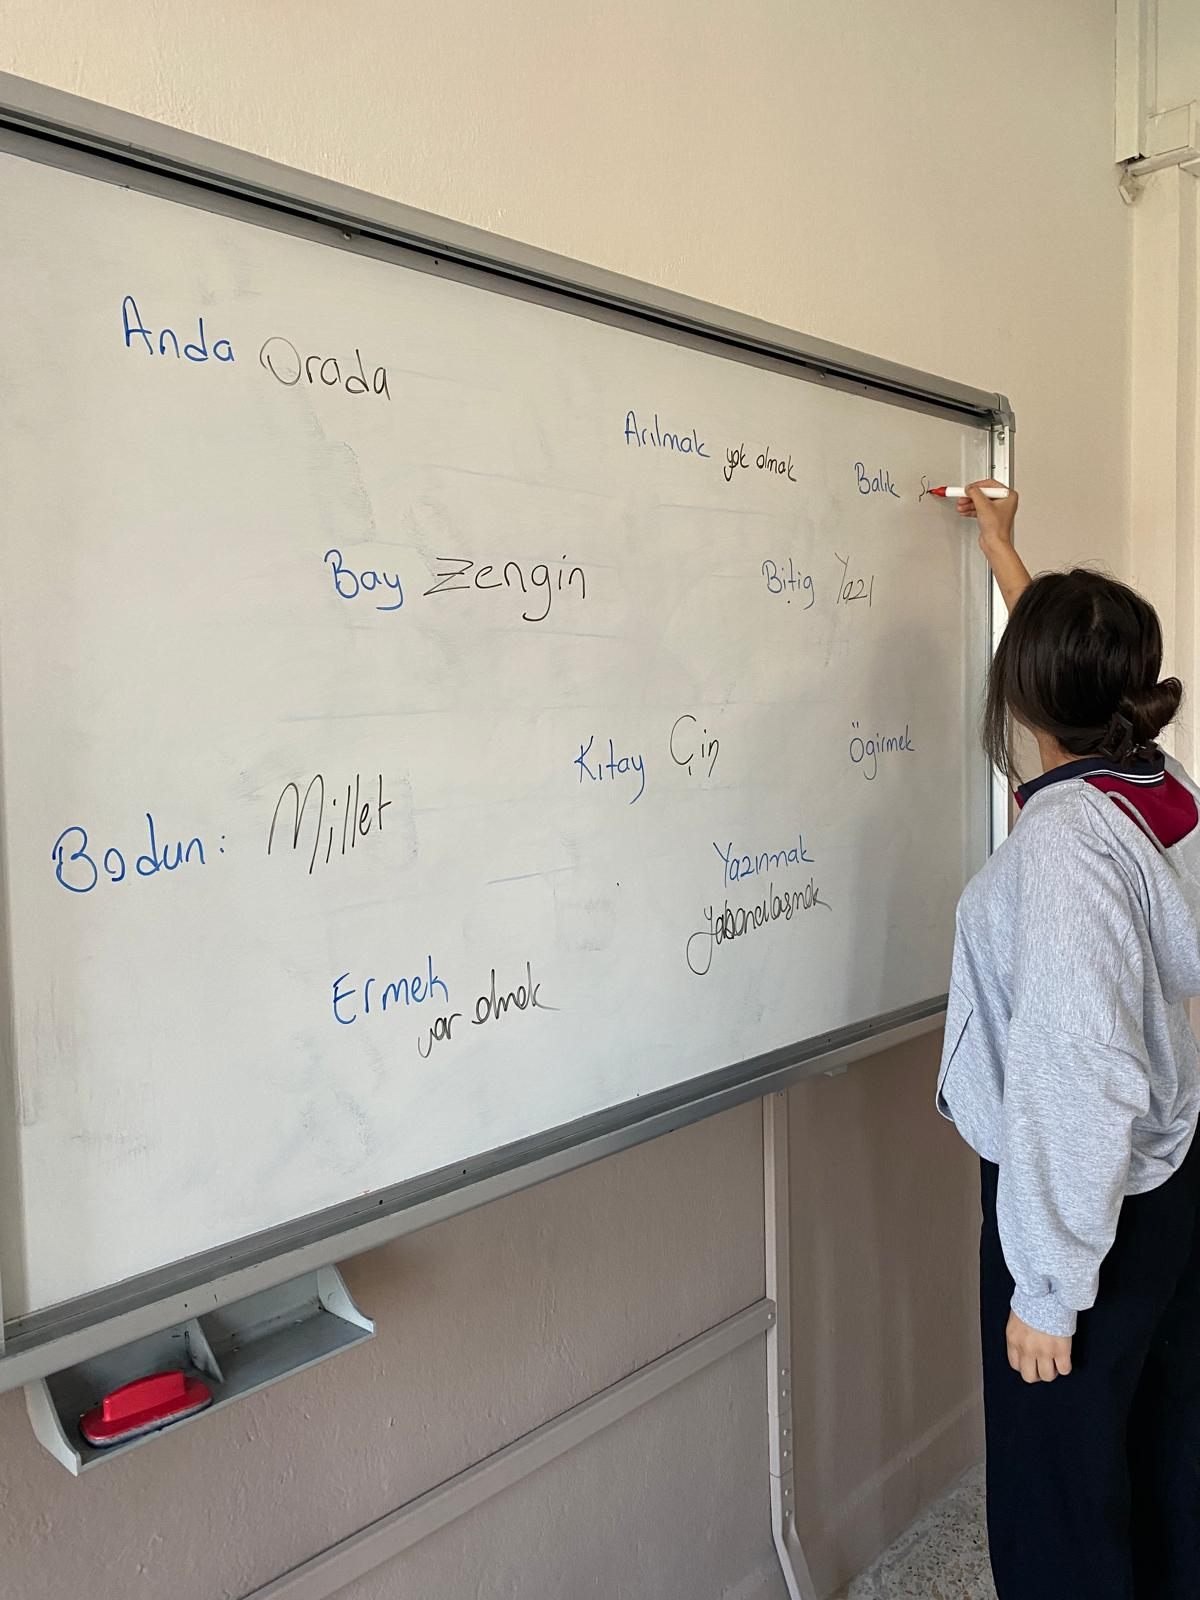 Anda Orada
Arılmak yok olmak
Balık
Bay Zengin
Bitig Yazı
Kıtay Çin
Ögirmek
Bodun: Millet
Yazınmak
yabancılaşmak
Ermek
var olmak